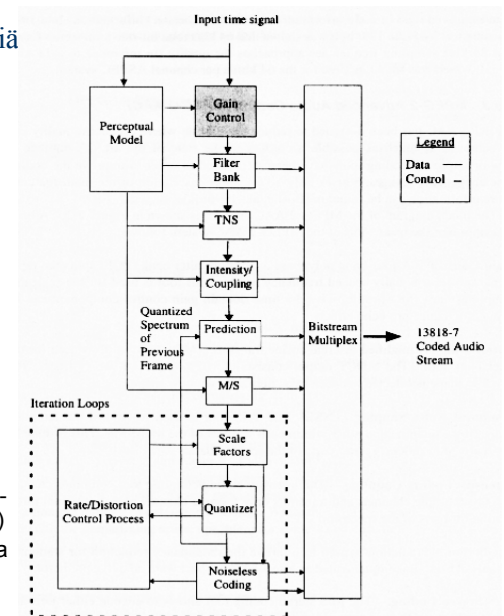 Input time signal
iä
Gain
Control
Perceptual
Model
Legend
Data —
Control –
Filter
Bank
TNS
Intensity/
Coupling
Quantized
Spectrum
of
Previous
Frame
Prediction
Bitstream
Multiplex
13818-7
Coded Audio
Stream
M/S
Iteration Loops
Scale
Factors
Rate/Distortion
Control Process
Quantizer
–
)
a
Noiseless
Coding